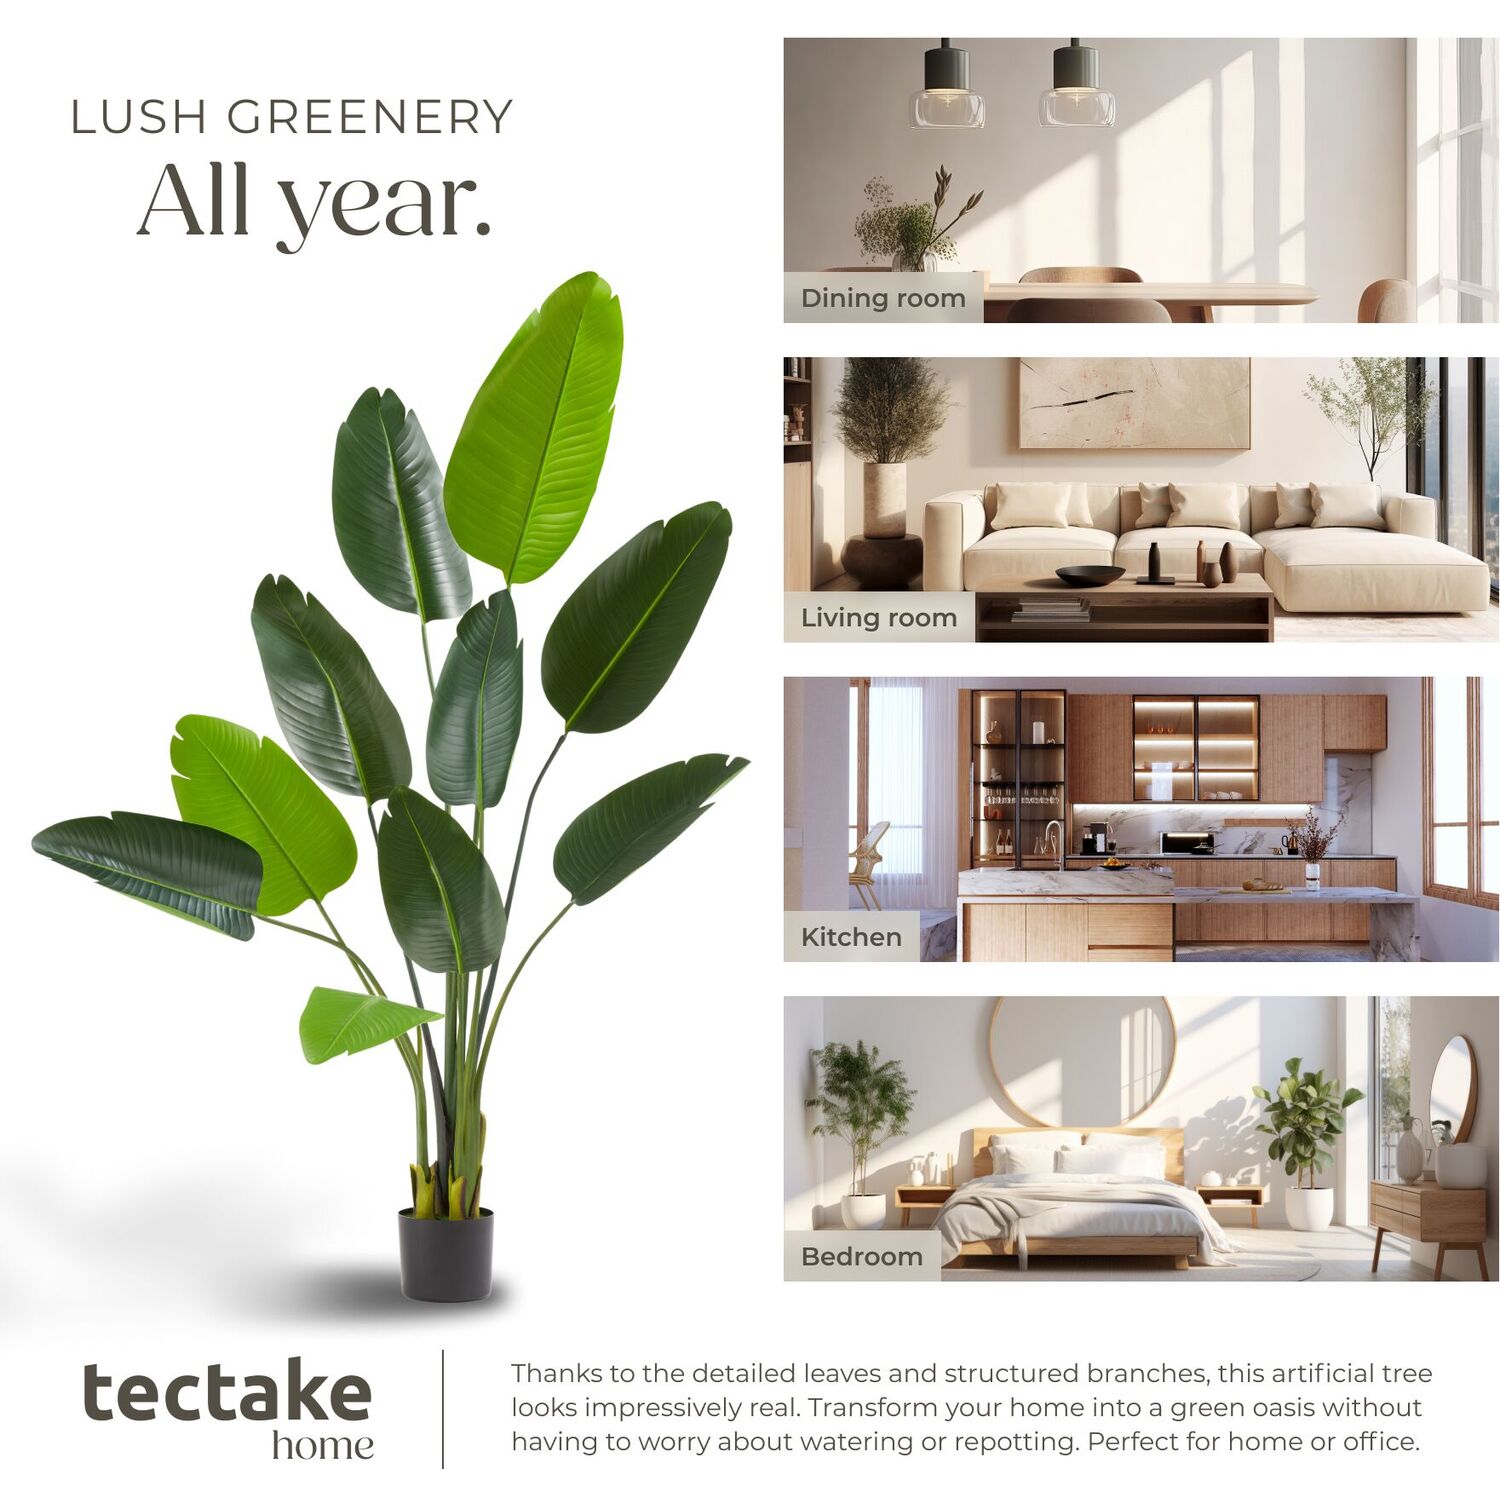 LUSH GREENERY
All year.
Dining room
Living room
Kitchen
Bedroom
tectake
home
Thanks to the detailed leaves and structured branches, this artificial tree
looks impressively real. Transform your home into a green oasis without
having to worry about watering or repotting. Perfect for home or office.